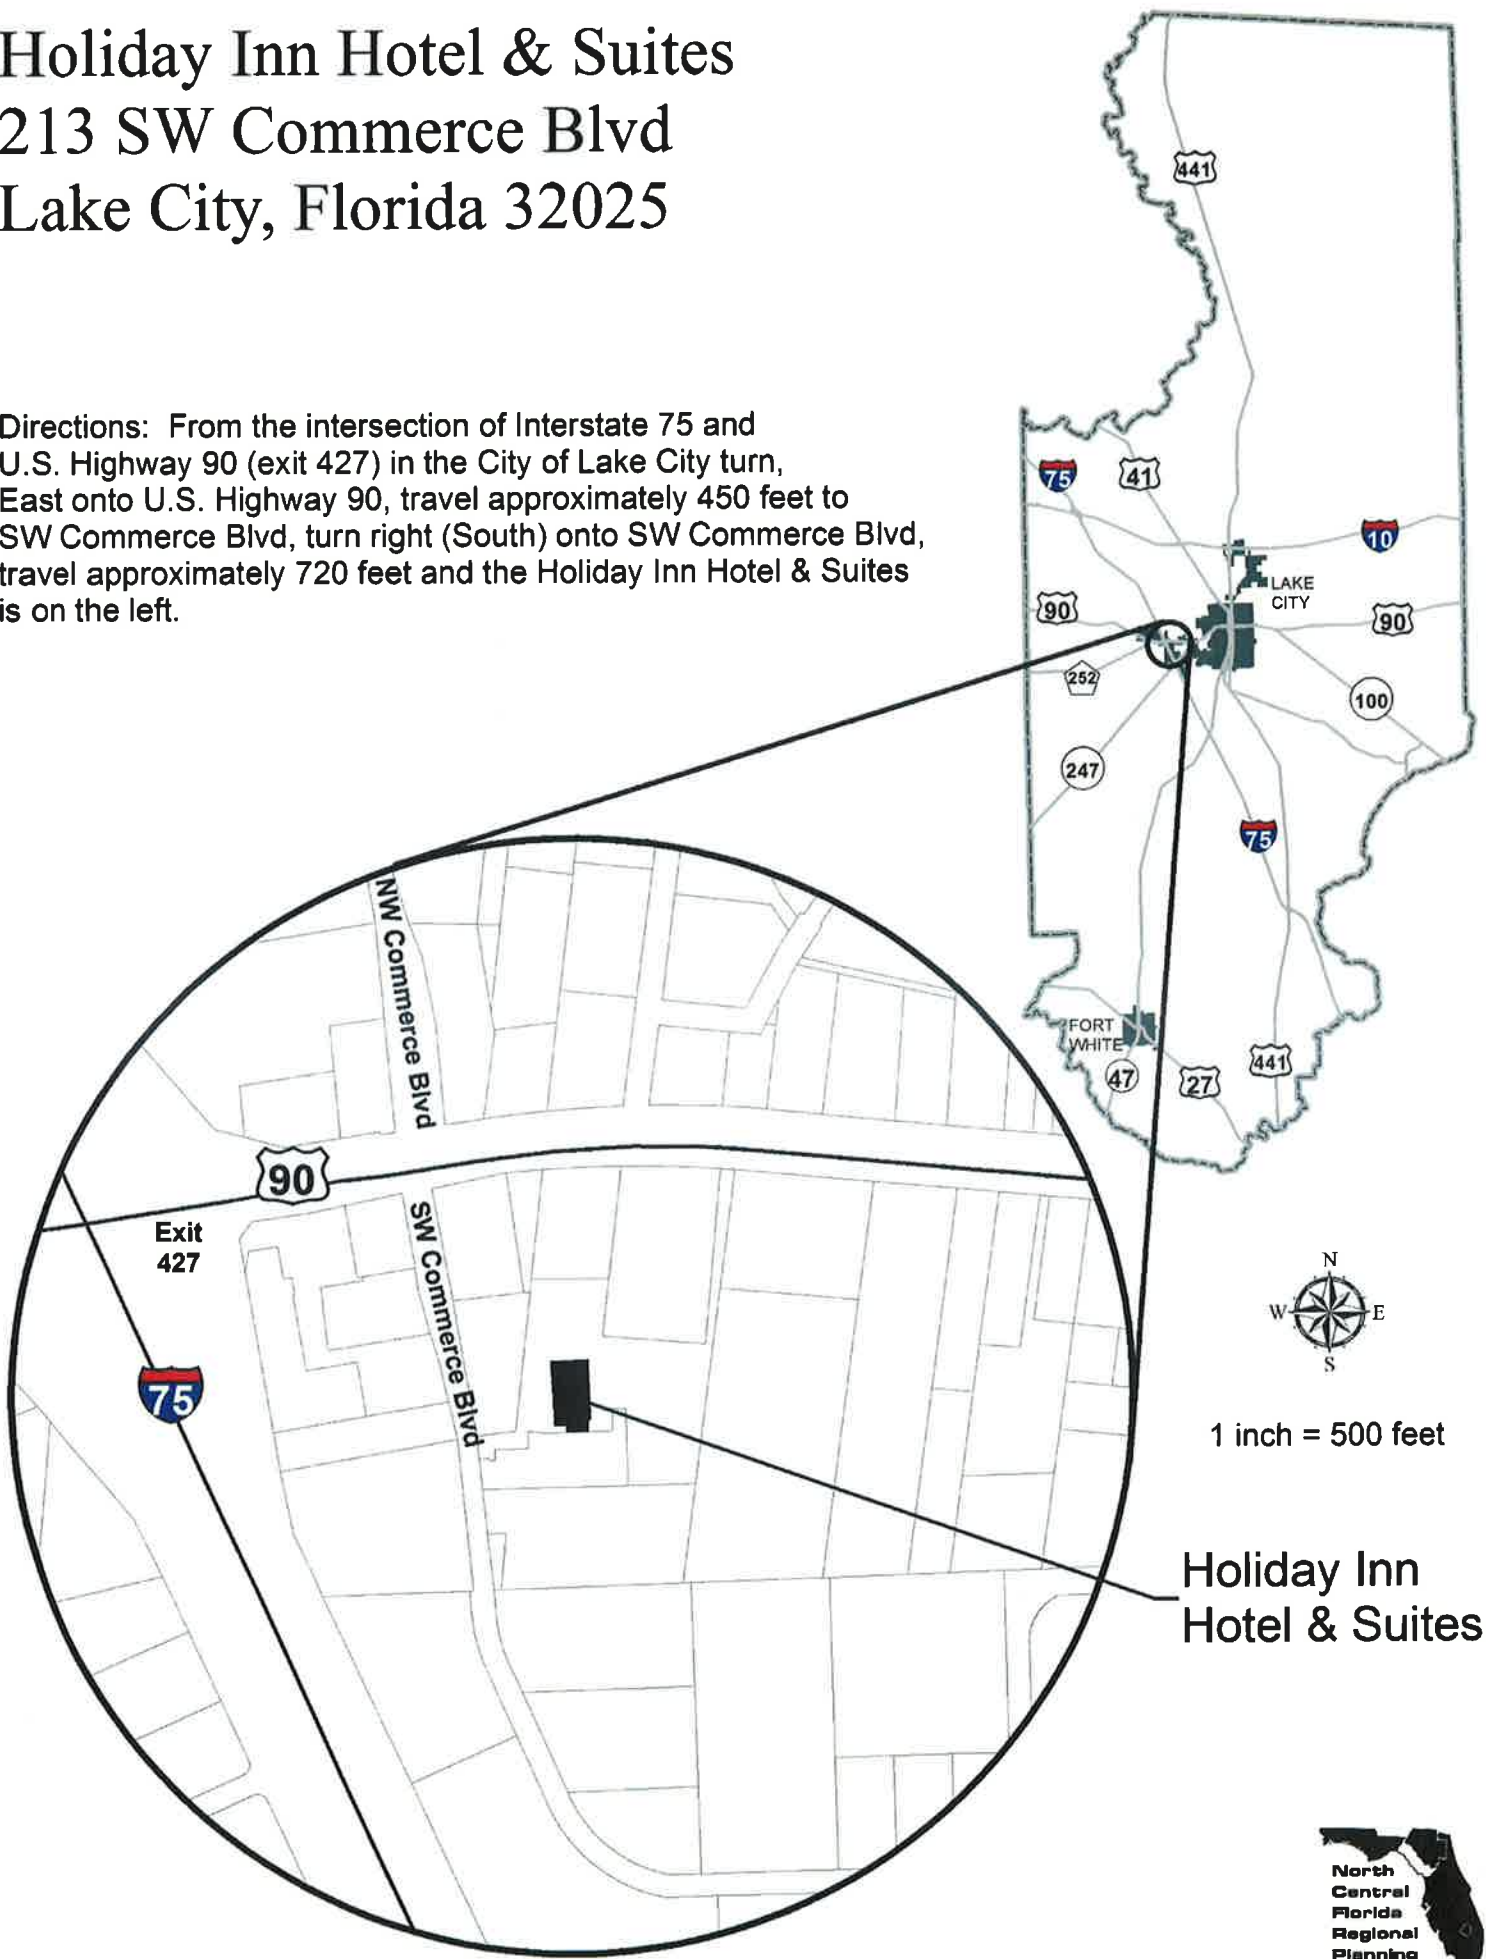 Holiday Inn Hotel & Suites
213 SW Commerce Blvd
Lake City, Florida 32025
Directions: From the intersection of Interstate 75 and
U.S. Highway 90 (exit 427) in the City of Lake City turn,
East onto U.S. Highway 90, travel approximately 450 feet to
SW Commerce Blvd, turn right (South) onto SW Commerce Blvd,
travel approximately 720 feet and the Holiday Inn Hotel & Suites
is on the left.
441
75
41
10
LAKE
CITY
90
90
252
100
247
75
FORT
WHITE
47
27
441
NW Commerce Blvd
90
Exit
427
SW Commerce Blvd
75
N
W
E
S
1 inch = 500 feet
Holiday Inn
Hotel & Suites
North
Central
Florida
Regional
Planning